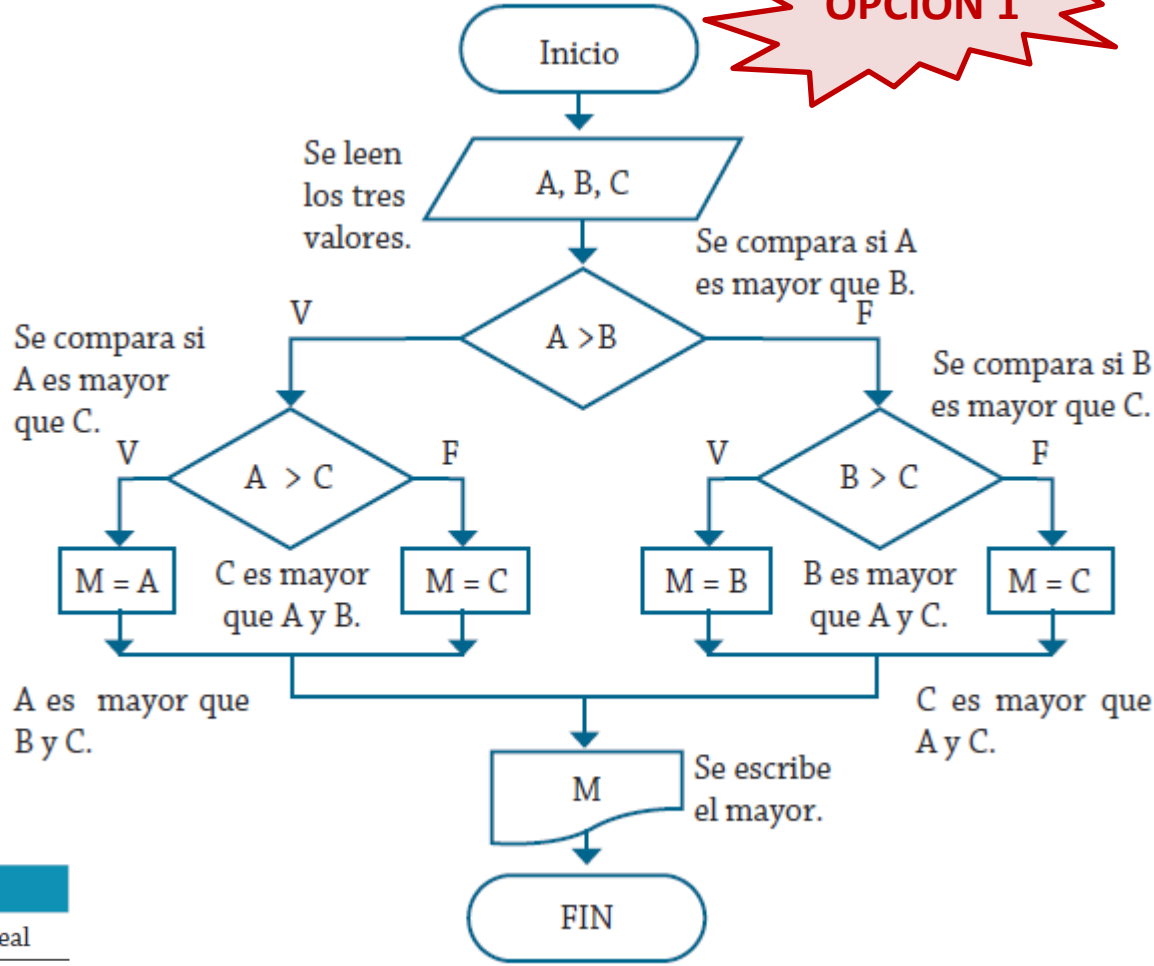 OPCIÓN 1
Inicio
Se leen
los tres
valores.
A, B, C
Se compara si A
es mayor que B.
V
F
A >B
Se compara si
A es mayor
que C.
Se compara si B
es mayor que C.
V
F
A > C
V
F
B > C
M = A
C es mayor
que A y B.
M = C
M = B
B es mayor
que A y C.
M = C
A es mayor que
B y C.
C es mayor que
A y C.
M
Se escribe
el mayor.
FIN
eal